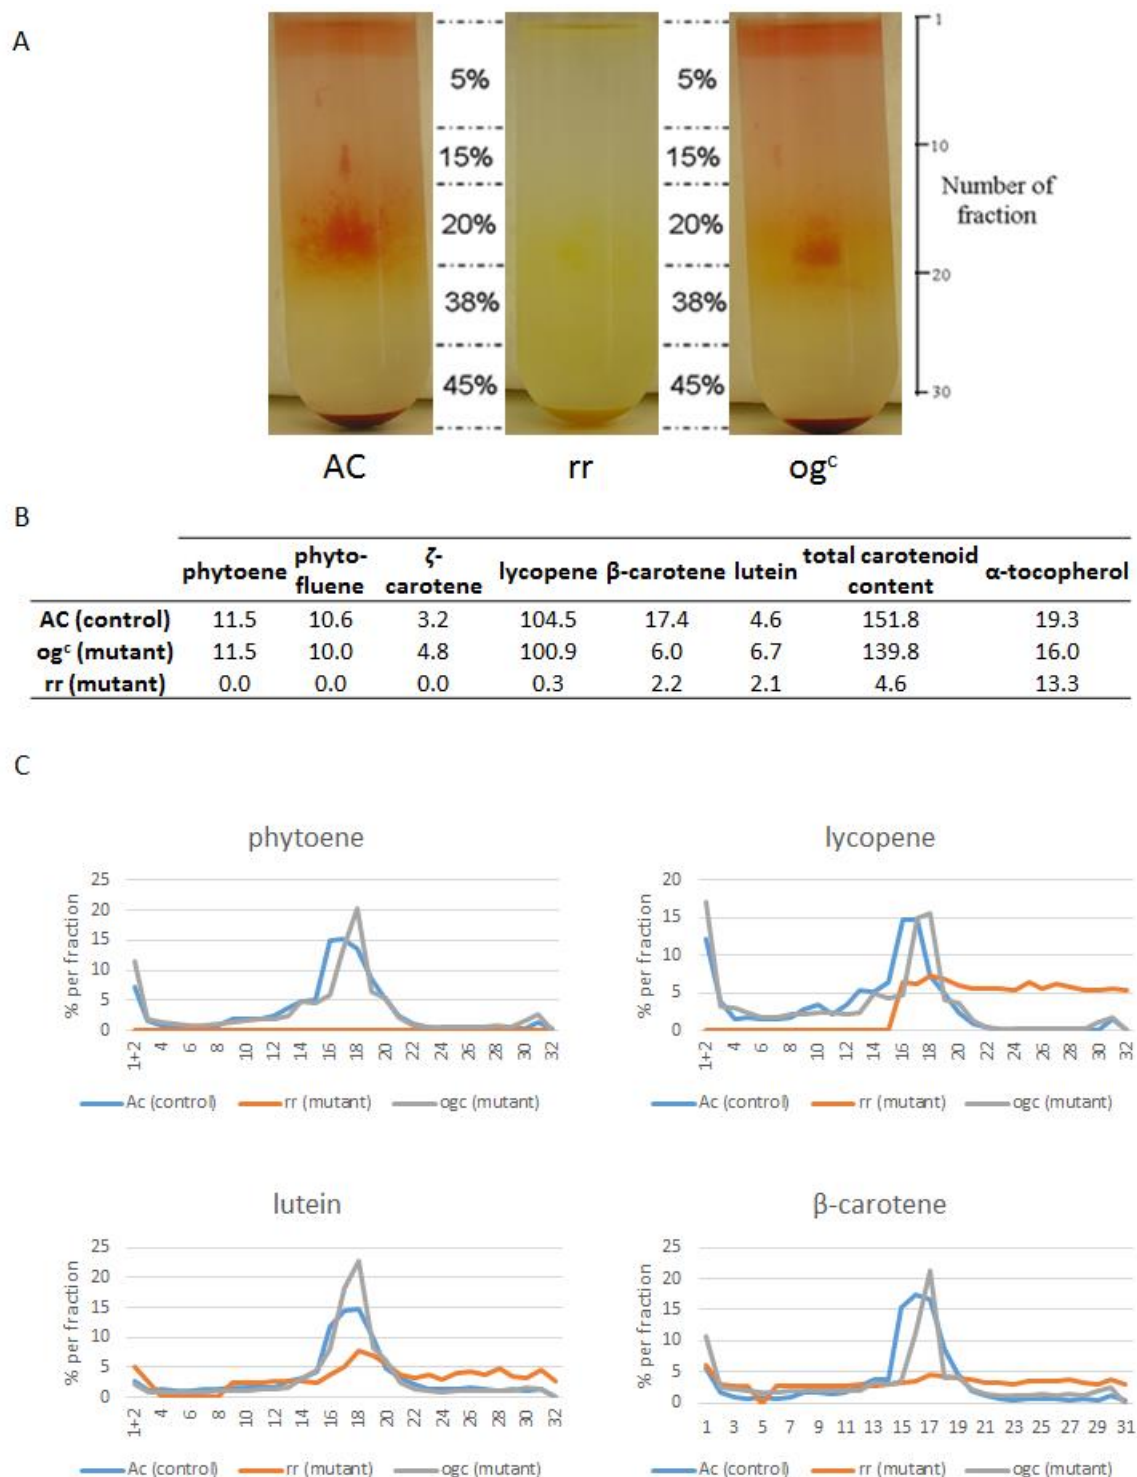 A
5%
15%
20%
38%
45%
5%
15%
20%
38%
45%
1
10
Number of
fraction
20
30
AC
rr
ogᶜ
B
phytoene phyto-fluene ζ-carotene lycopene β-carotene lutein total carotenoid content α-tocopherol
AC (control) 11.5 10.6 3.2 104.5 17.4 4.6 151.8 19.3
ogᶜ (mutant) 11.5 10.0 4.8 100.9 6.0 6.7 139.8 16.0
rr (mutant) 0.0 0.0 0.0 0.3 2.2 2.1 4.6 13.3
C
phytoene
% per fraction
25
20
15
10
5
0
1+2 4 6 8 10 12 14 16 18 20 22 24 26 28 30 32
Ac (control) rr (mutant) ogc (mutant)
lycopene
% per fraction
20
15
10
5
0
1+2 4 6 8 10 12 14 16 18 20 22 24 26 28 30 32
Ac (control) rr (mutant) ogc (mutant)
lutein
% per fraction
25
20
15
10
5
0
1+2 4 6 8 10 12 14 16 18 20 22 24 26 28 30 32
Ac (control) rr (mutant) ogc (mutant)
β-carotene
% per fraction
25
20
15
10
5
0
1 3 5 7 9 11 13 15 17 19 21 23 25 27 29 31
Ac (control) rr (mutant) ogc (mutant)